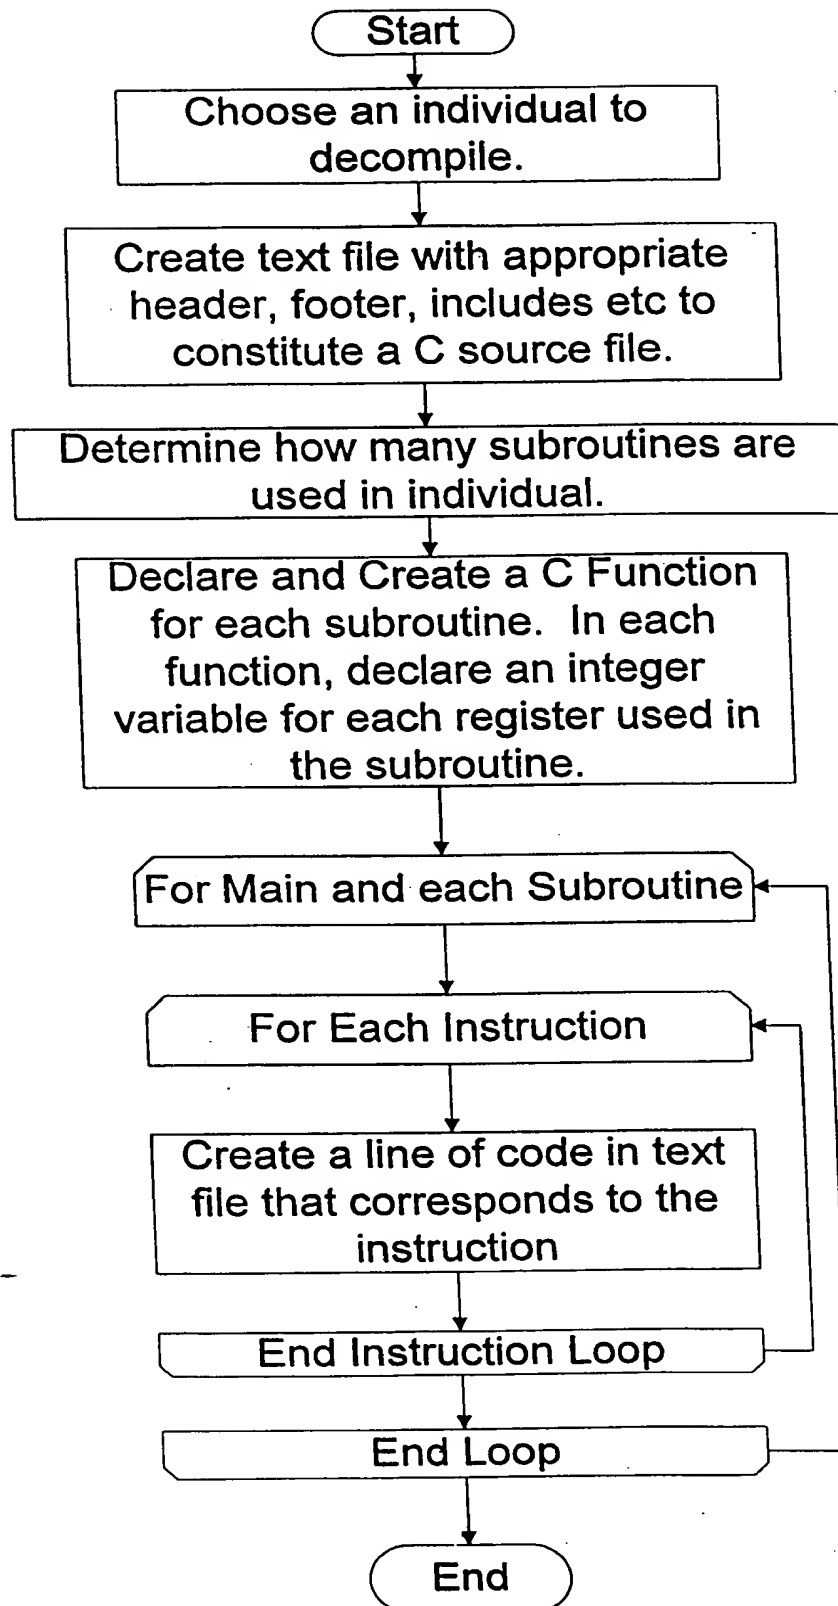 Start
Choose an individual to
decompile.
Create text file with appropriate
header, footer, includes etc to
constitute a C source file.
Determine how many subroutines are
used in individual.
Declare and Create a C Function
for each subroutine. In each
function, declare an integer
variable for each register used in
the subroutine.
For Main and each Subroutine
For Each Instruction
Create a line of code in text
file that corresponds to the
instruction
End Instruction Loop
End Loop
End